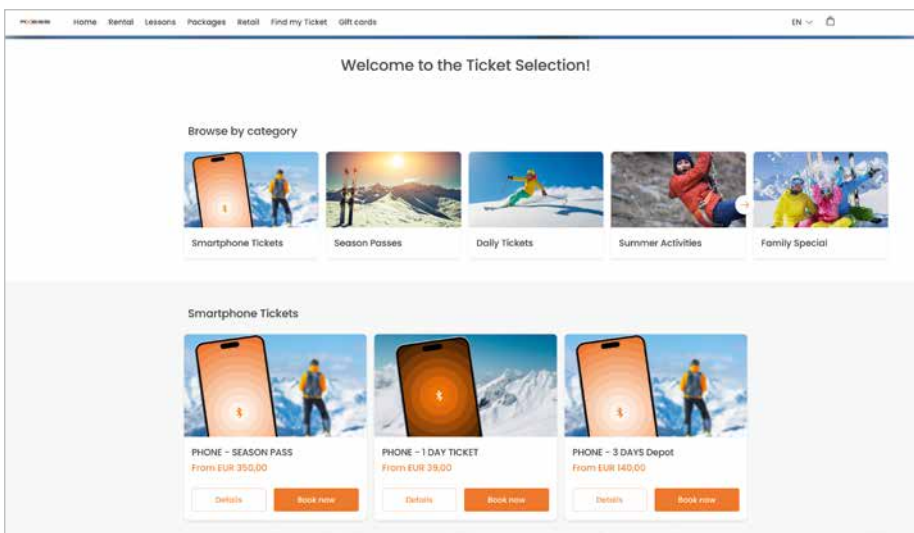 Home Rental Lessons Packages Retail Find my Ticket Gift cards EN
Welcome to the Ticket Selection!
Browse by category
Smartphone Tickets Season Passes Daily Tickets Summer Activities Family Special
Smartphone Tickets
PHONE - SEASON PASS PHONE - 1 DAY TICKET PHONE - 3 DAYS Depot
From EUR 350,00 From EUR 39,00 From EUR 140,00
Details Book now Details Book now Details Book now